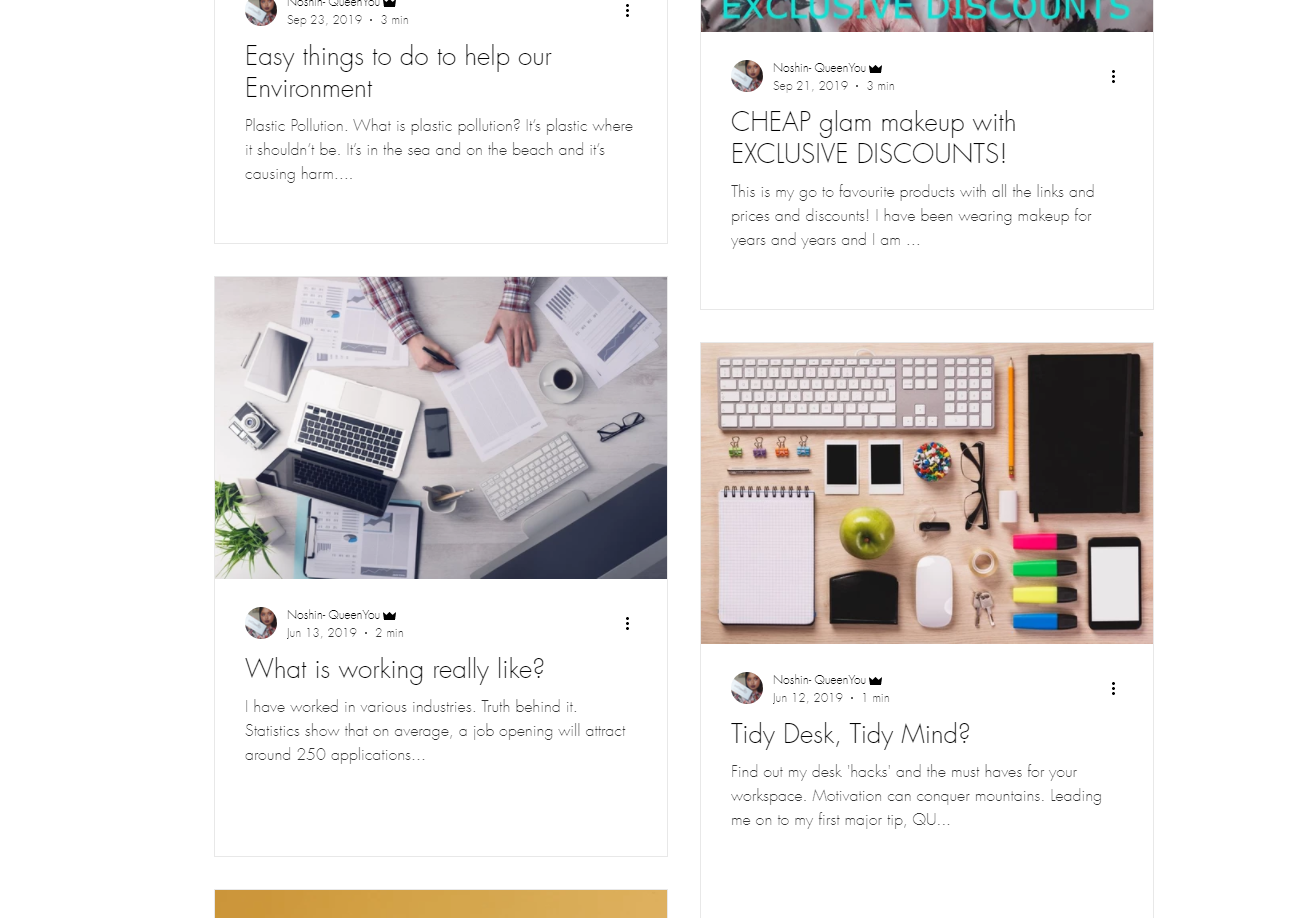 Noshin- QueenYou
Sep 23, 2019 · 3 min
Easy things to do to help our
Environment
Plastic Pollution. What is plastic pollution? It's plastic where
it shouldn't be. It's in the sea and on the beach and it's
causing harm....
EXCLUSIVE DISCOUNTS
Noshin- QueenYou
Sep 21, 2019 · 3 min
CHEAP glam makeup with
EXCLUSIVE DISCOUNTS!
This is my go to favourite products with all the links and
prices and discounts! I have been wearing makeup for
years and years and I am ...
Noshin- QueenYou
Jun 13, 2019 · 2 min
What is working really like?
I have worked in various industries. Truth behind it.
Statistics show that on average, a job opening will attract
around 250 applications...
Noshin- QueenYou
Jun 12, 2019 · 1 min
Tidy Desk, Tidy Mind?
Find out my desk 'hacks' and the must haves for your
workspace. Motivation can conquer mountains. Leading
me on to my first major tip, QU...